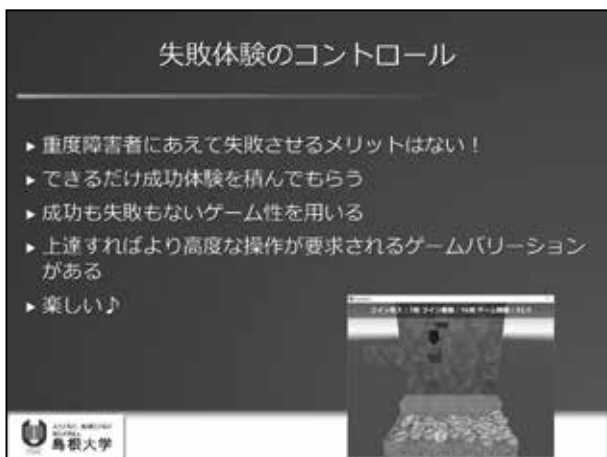 失敗体験のコントロール
▶ 重度障害者にあえて失敗させるメリットはない！
▶ できるだけ成功体験を積んでもらう
▶ 成功も失敗もないゲーム性を用いる
▶ 上達すればより高度な操作が要求されるゲームバリーション
がある
▶ 楽しい♪
島根大学